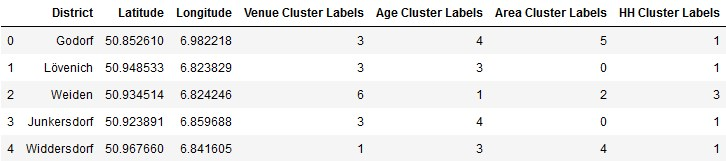 District Latitude Longitude Venue Cluster Labels Age Cluster Labels Area Cluster Labels HH Cluster Labels
0 Godorf 50.852610 6.982218 3 4 5 1
1 Lövenich 50.948533 6.823829 3 3 0 1
2 Weiden 50.934514 6.824246 6 1 2 3
3 Junkersdorf 50.923891 6.859688 3 4 0 1
4 Widdersdorf 50.967660 6.841605 1 3 4 1